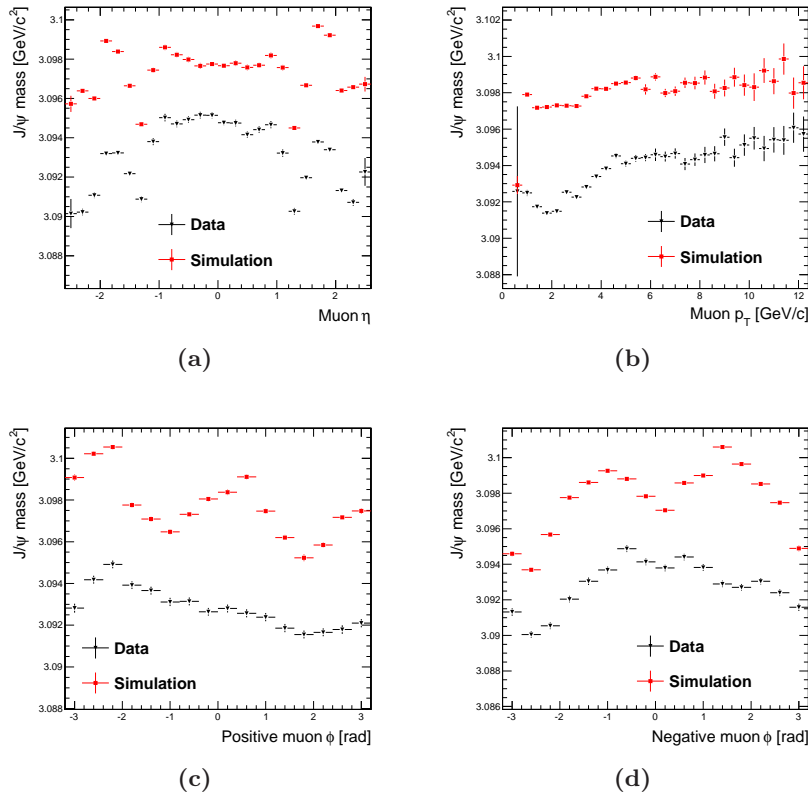 J/ψ mass [GeV/c²]
3.1
3.098
3.096
3.094
3.092
3.09
3.088
Data
Simulation
-2 -1 0 1 2
Muon η
(a)
J/ψ mass [GeV/c²]
3.102
3.1
3.098
3.096
3.094
3.092
3.09
3.088
Data
Simulation
0 2 4 6 8 10 12
Muon p_T [GeV/c]
(b)
J/ψ mass [GeV/c²]
3.1
3.098
3.096
3.094
3.092
3.09
3.088
Data
Simulation
-3 -2 -1 0 1 2 3
Positive muon ϕ [rad]
(c)
J/ψ mass [GeV/c²]
3.1
3.098
3.096
3.094
3.092
3.09
3.088
3.086
Data
Simulation
-3 -2 -1 0 1 2 3
Negative muon ϕ [rad]
(d)